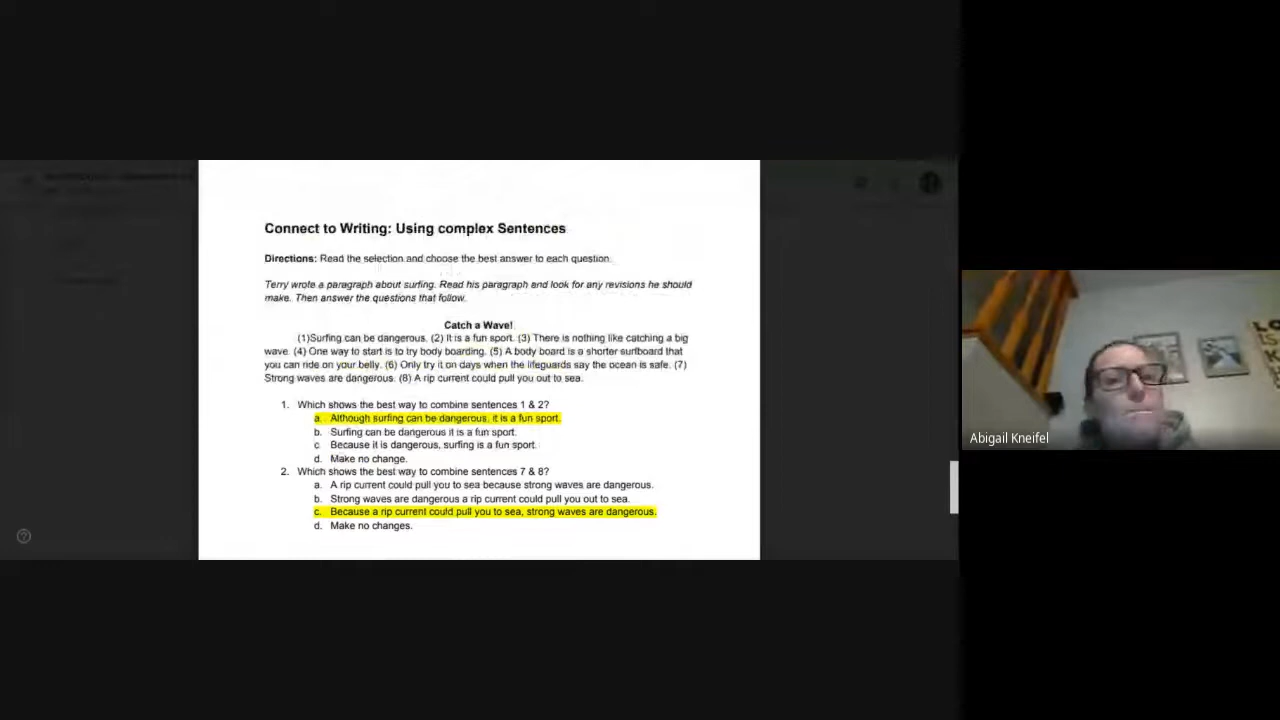 Connect to Writing: Using complex Sentences
Directions: Read the selection and choose the best answer to each question.
Terry wrote a paragraph about surfing. Read his paragraph and look for any revisions he should
make. Then answer the questions that follow.
Catch a Wave!
(1)Surfing can be dangerous. (2) It is a fun sport. (3) There is nothing like catching a big
wave. (4) One way to start is to try body boarding. (5) A body board is a shorter surfboard that
you can ride on your belly. (6) Only try it on days when the lifeguards say the ocean is safe. (7)
Strong waves are dangerous. (8) A rip current could pull you out to sea.
1. Which shows the best way to combine sentences 1 & 2?
a. Although surfing can be dangerous, it is a fun sport.
b. Surfing can be dangerous it is a fun sport.
c. Because it is dangerous, surfing is a fun sport.
d. Make no change.
2. Which shows the best way to combine sentences 7 & 8?
a. A rip current could pull you to sea because strong waves are dangerous.
b. Strong waves are dangerous a rip current could pull you out to sea.
c. Because a rip current could pull you to sea, strong waves are dangerous.
d. Make no changes.
Abigail Kneifel